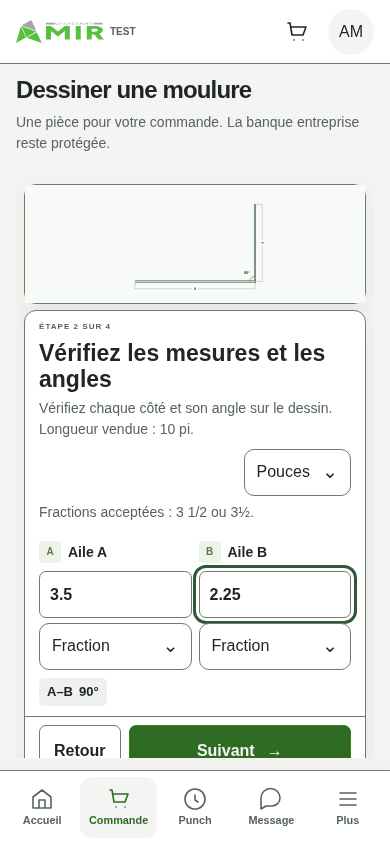 AMIR TEST
AM
Dessiner une moulure
Une pièce pour votre commande. La banque entreprise
reste protégée.
90°
ÉTAPE 2 SUR 4
Vérifiez les mesures et les
angles
Vérifiez chaque côté et son angle sur le dessin.
Longueur vendue : 10 pi.
Pouces
Fractions acceptées : 3 1/2 ou 3½.
A Aile A B Aile B
3.5 2.25
Fraction Fraction
A–B 90°
Retour Suivant →
Accueil Commande Punch Message Plus